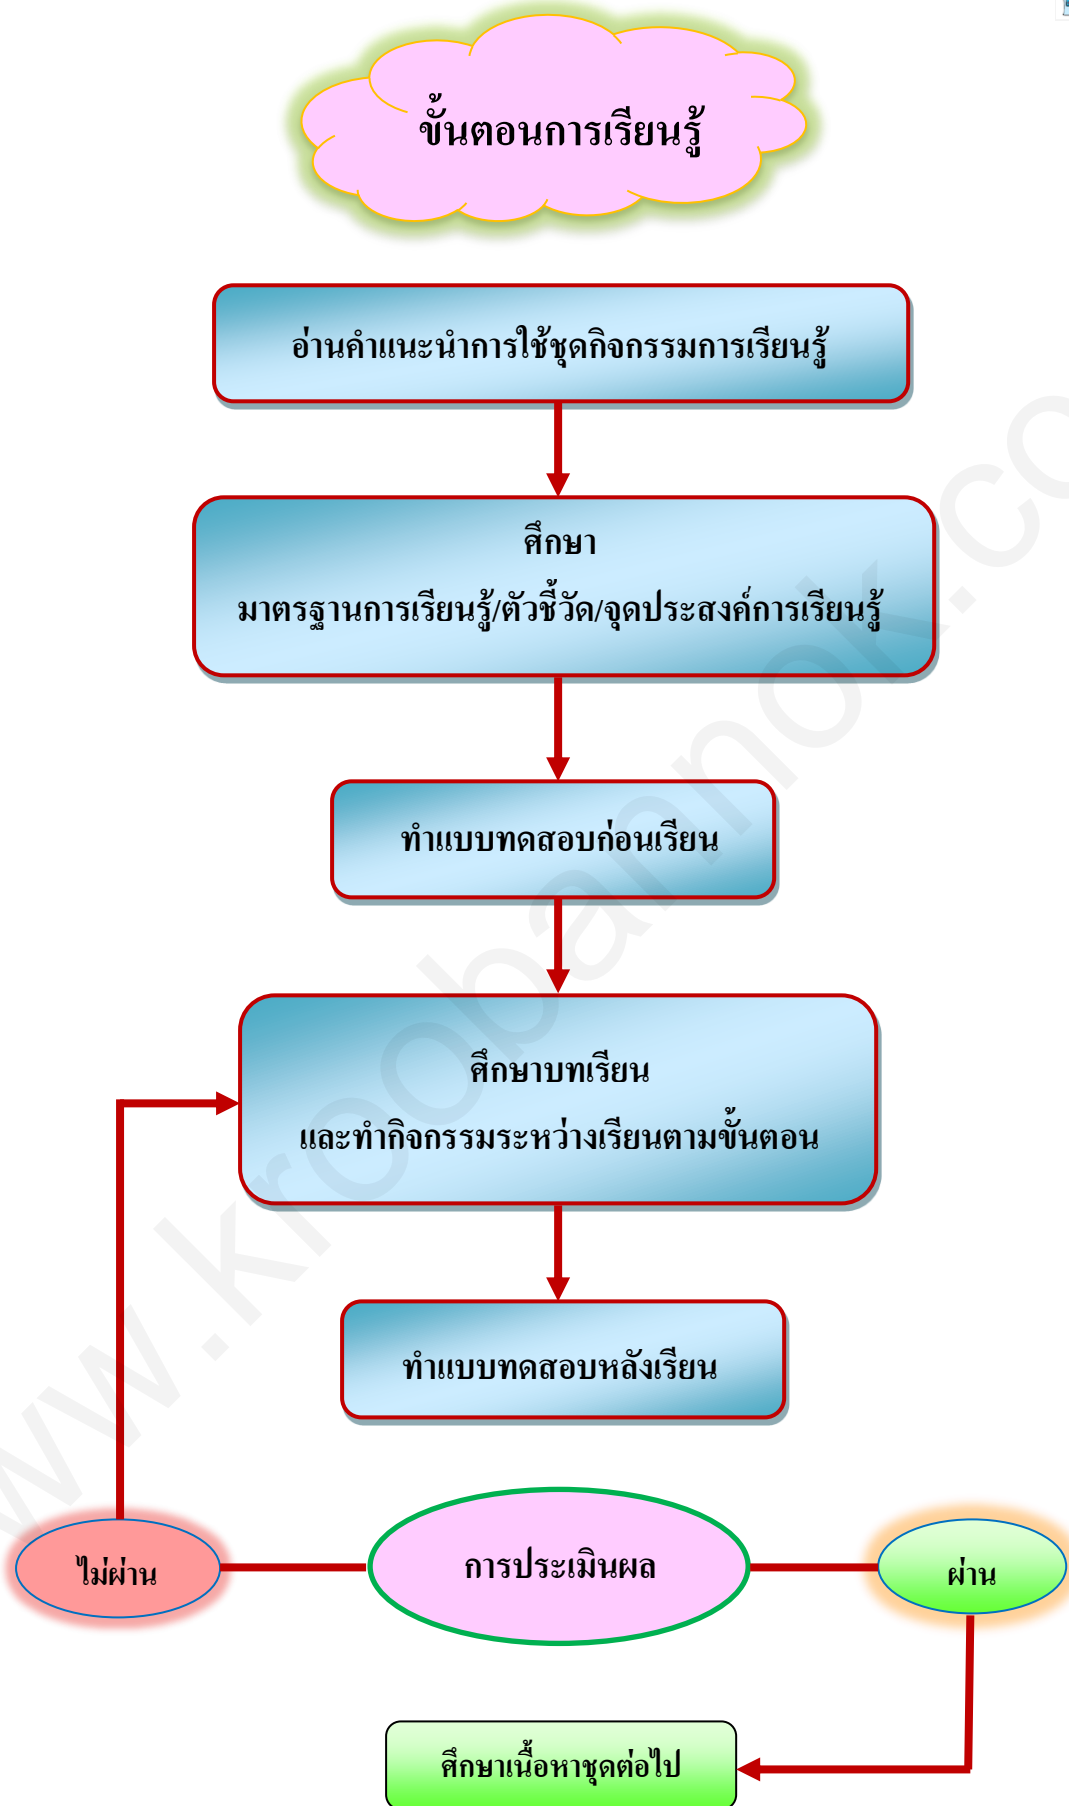 ขั้นตอนการเรียนรู้
อ่านคำแนะนำการใช้ชุดกิจกรรมการเรียนรู้
ศึกษา
มาตรฐานการเรียนรู้/ตัวชี้วัด/จุดประสงค์การเรียนรู้
ทำแบบทดสอบก่อนเรียน
ศึกษาบทเรียน
และทำกิจกรรมระหว่างเรียนตามขั้นตอน
ทำแบบทดสอบหลังเรียน
ไม่ผ่าน
การประเมินผล
ผ่าน
ศึกษาเนื้อหาชุดต่อไป
www.kroobannok.co